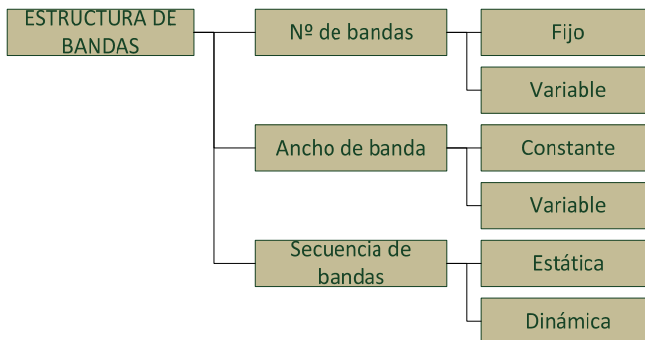 ESTRUCTURA DE
BANDAS
Nº de bandas
Fijo
Variable
Ancho de banda
Constante
Variable
Secuencia de
bandas
Estática
Dinámica